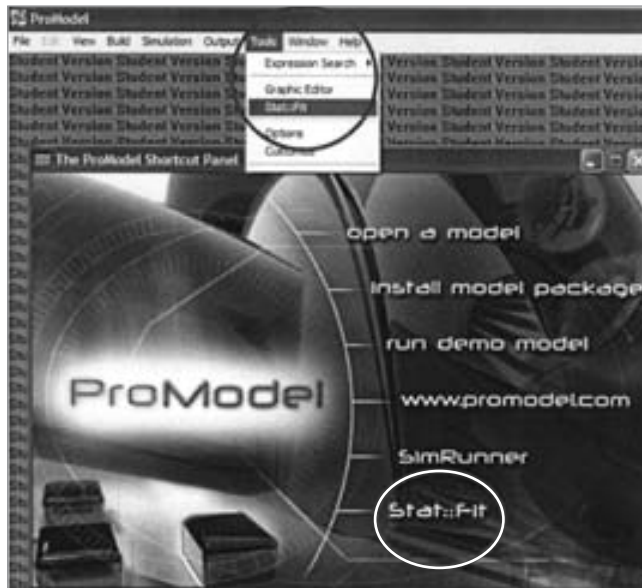 ProModel
File Edit View Build Simulation Output Tools Window Help
Expression Search
Graphic Editor
Stat::Fit
Options
Customize
Student Version Student Version Student Version Student Version
The ProModel Shortcut Panel
open a model
install model package
run demo model
www.promodel.com
ProModel
SimRunner
Stat::Fit